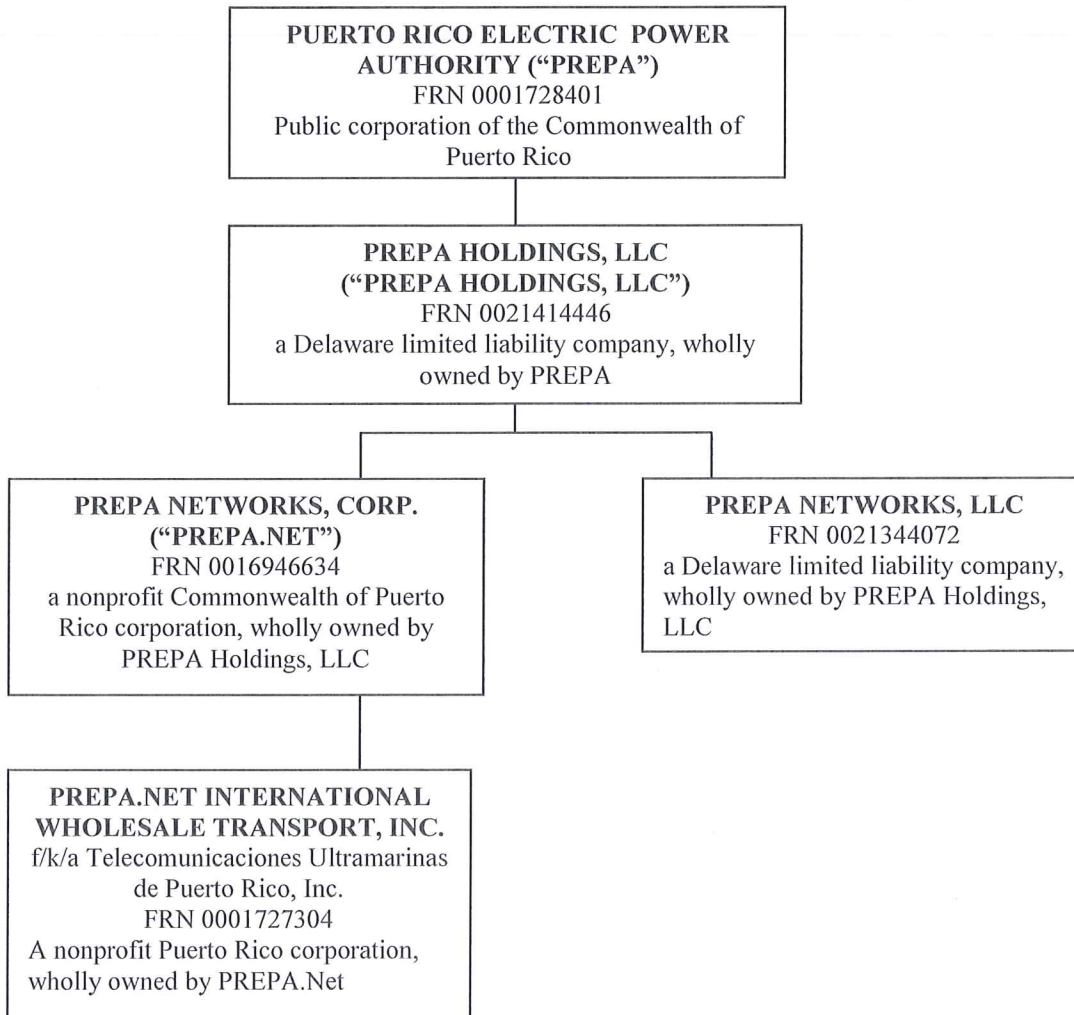 PUERTO RICO ELECTRIC POWER
AUTHORITY (“PREPA”)
FRN 0001728401
Public corporation of the Commonwealth of
Puerto Rico
PREPA HOLDINGS, LLC
(“PREPA HOLDINGS, LLC”)
FRN 0021414446
a Delaware limited liability company, wholly
owned by PREPA
PREPA NETWORKS, CORP.
(“PREPA.NET”)
FRN 0016946634
a nonprofit Commonwealth of Puerto
Rico corporation, wholly owned by
PREPA Holdings, LLC
PREPA NETWORKS, LLC
FRN 0021344072
a Delaware limited liability company,
wholly owned by PREPA Holdings,
LLC
PREPA.NET INTERNATIONAL
WHOLESALE TRANSPORT, INC.
f/k/a Telecomunicaciones Ultramarinas
de Puerto Rico, Inc.
FRN 0001727304
A nonprofit Puerto Rico corporation,
wholly owned by PREPA.Net